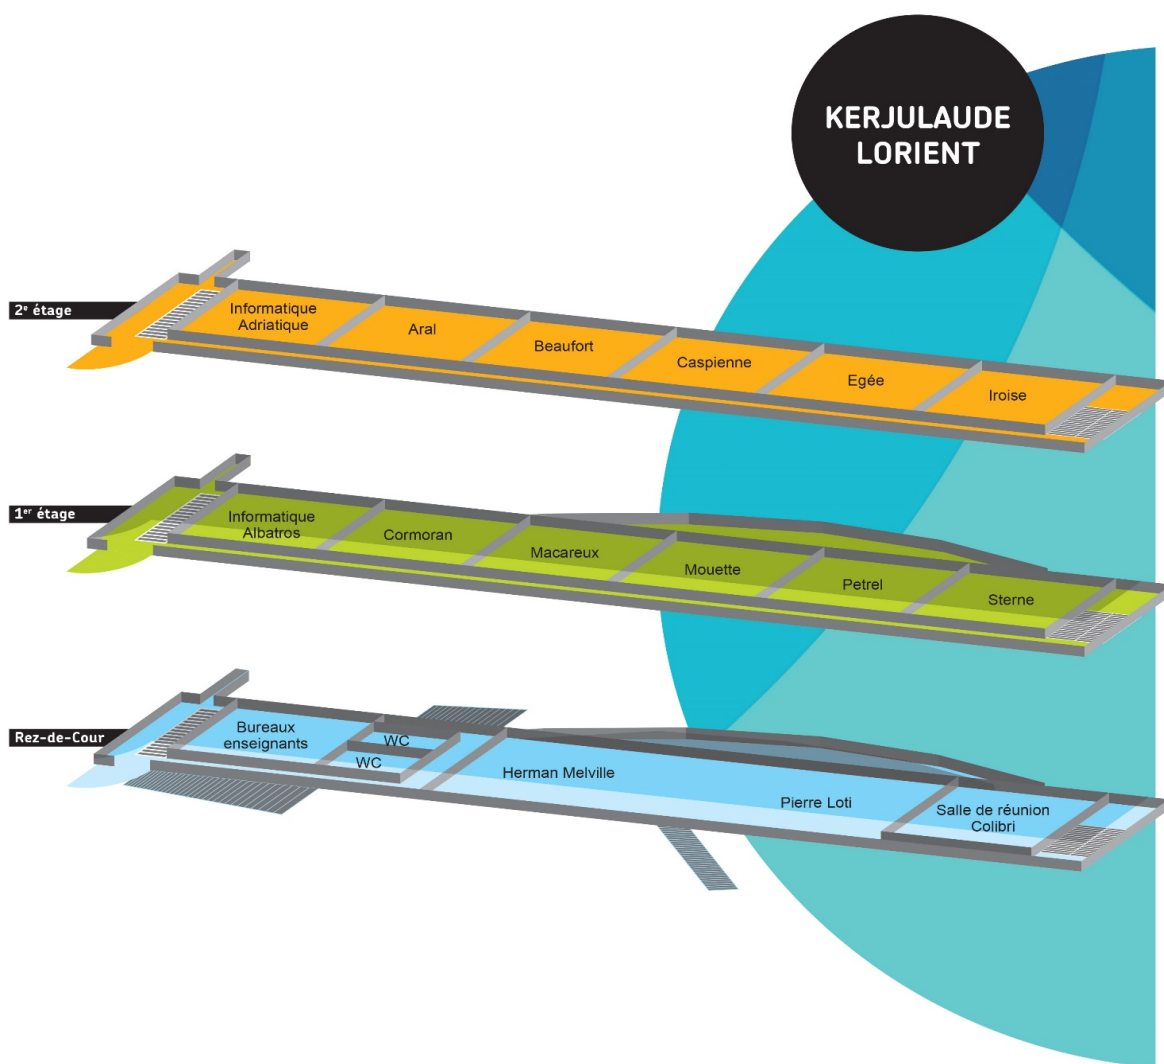 KERJULAUDE
LORIENT
2e étage
Informatique
Adriatique
Aral
Beaufort
Caspienne
Egée
Iroise
1er étage
Informatique
Albatros
Cormoran
Macareux
Mouette
Petrel
Sterne
Rez-de-Cour
Bureaux
enseignants
WC
WC
Herman Melville
Pierre Loti
Salle de réunion
Colibri